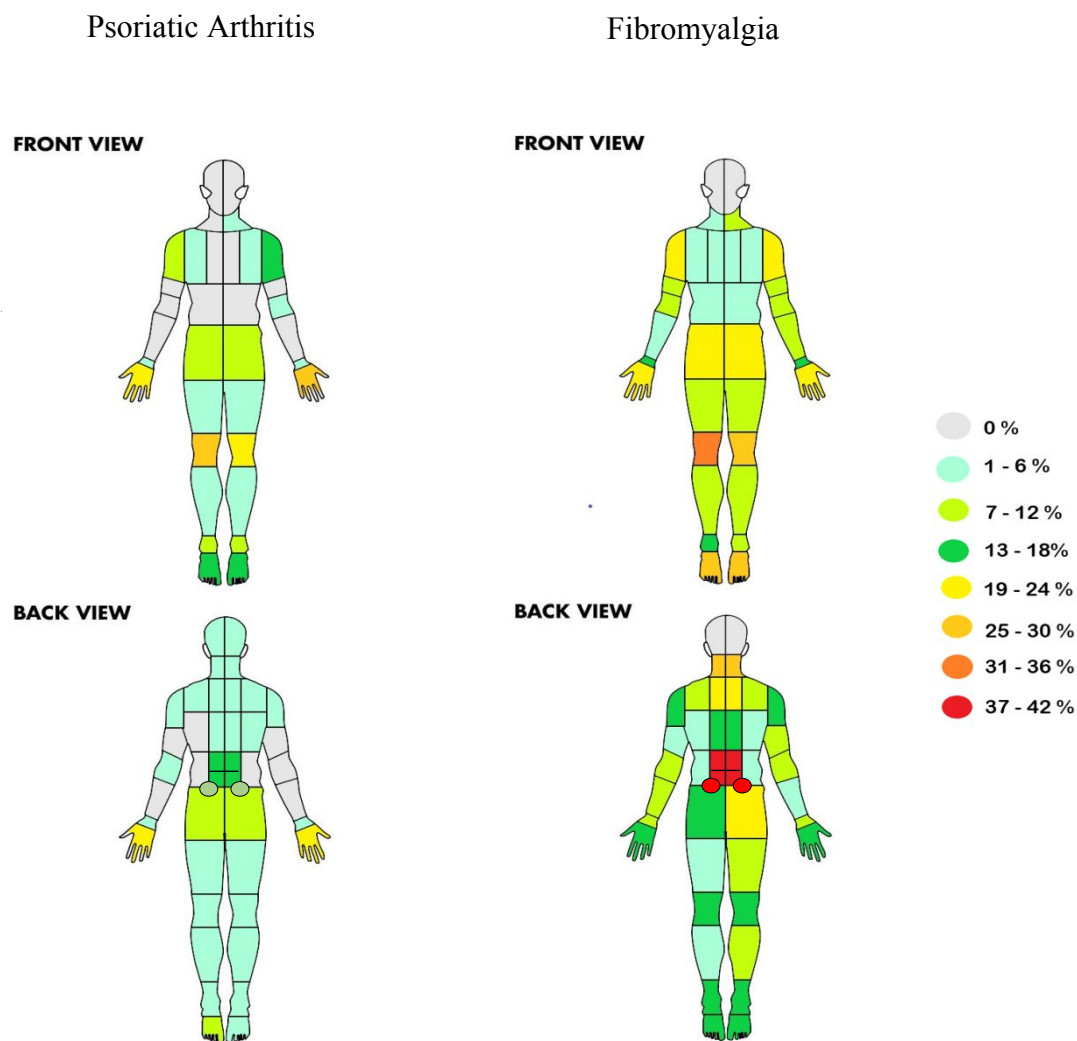 Psoriatic Arthritis
Fibromyalgia
FRONT VIEW
FRONT VIEW
0 %
1 - 6 %
7 - 12 %
13 - 18%
19 - 24 %
25 - 30 %
31 - 36 %
37 - 42 %
BACK VIEW
BACK VIEW